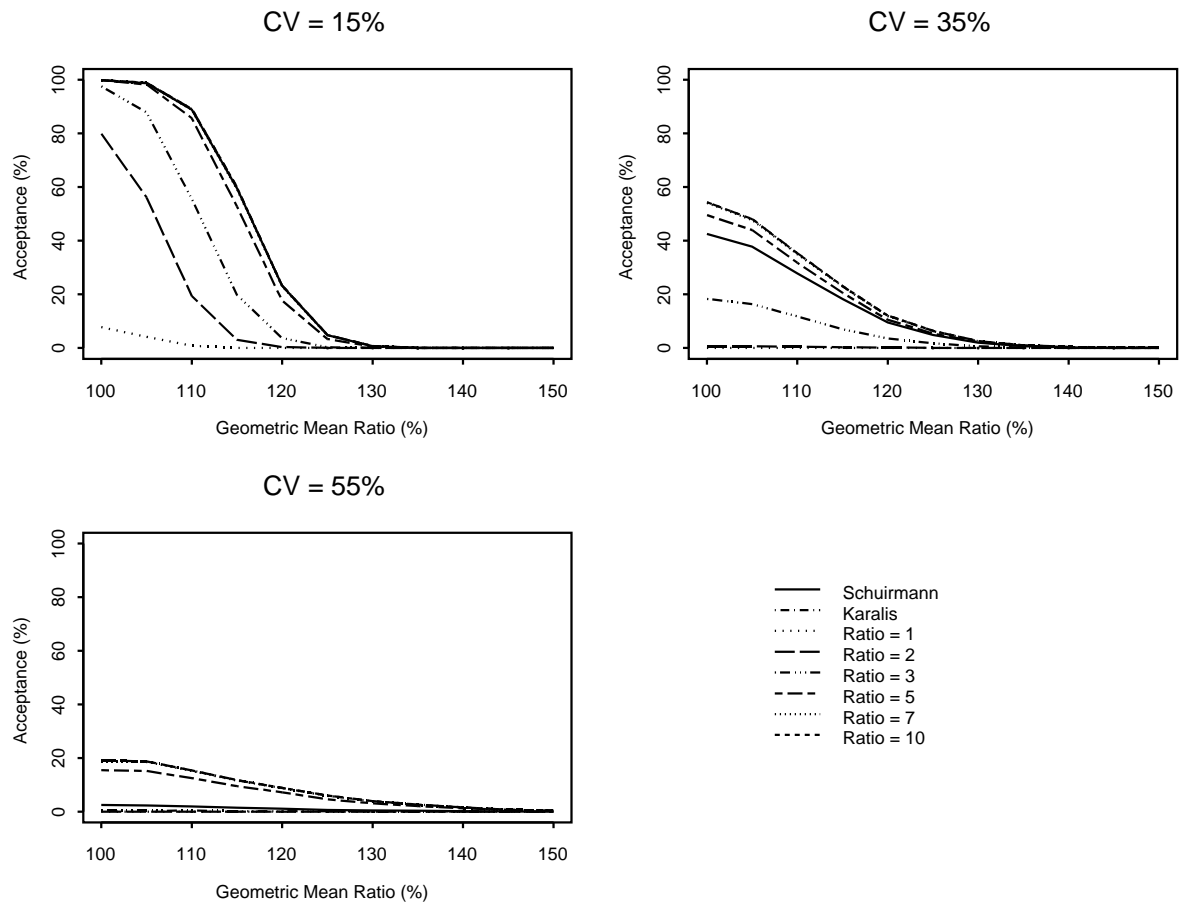 CV = 15%
100
80
60
40
20
0
Acceptance (%)
100 110 120 130 140 150
Geometric Mean Ratio (%)
CV = 35%
100
80
60
40
20
0
Acceptance (%)
100 110 120 130 140 150
Geometric Mean Ratio (%)
CV = 55%
100
80
60
40
20
0
Acceptance (%)
100 110 120 130 140 150
Geometric Mean Ratio (%)
Schuirmann
Karalis
Ratio = 1
Ratio = 2
Ratio = 3
Ratio = 5
Ratio = 7
Ratio = 10